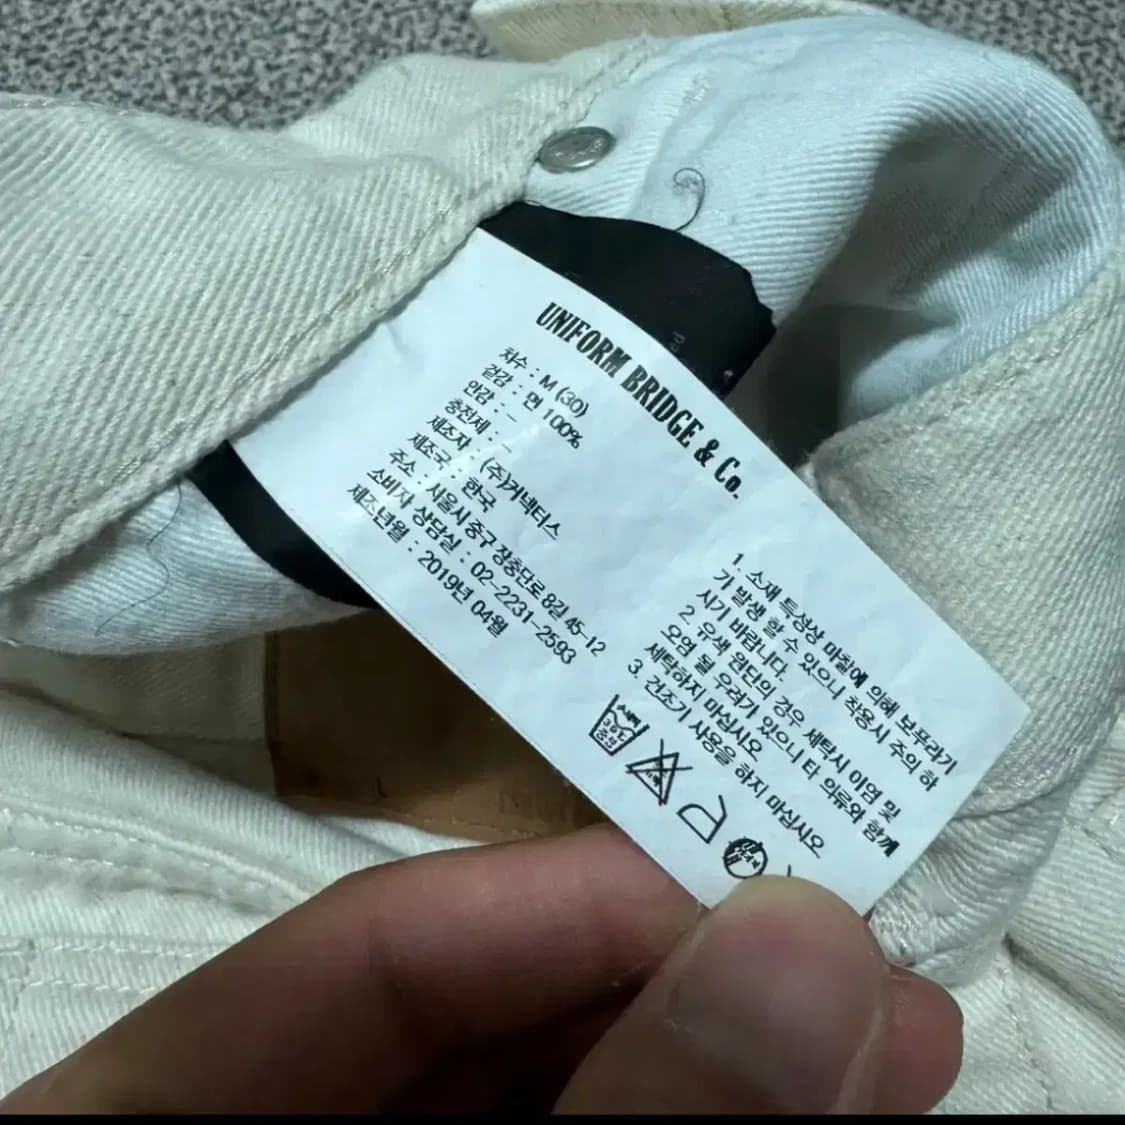 UNIFORM BRIDGE & Co.
치수 : M (30)
겉감 : 면 100%
안감 : –
충전제 : –
제조자 : (주)커넥터스
제조국 : 한국
주소 : 서울시 중구 장충단로 8길 45-12
소비자 상담실 : 02-2231-2593
제조년월 : 2019년 04월
1. 소재 특성상 마찰에 의해 보푸라기
가 발생 할 수 있으니 착용시 주의 하
시기 바랍니다.
2. 유색 원단의 경우 세탁시 이염 및
오염 될 우려가 있으니 타 의류와 함께
세탁하지 마십시오
3. 건조기 사용을 하지 마십시오